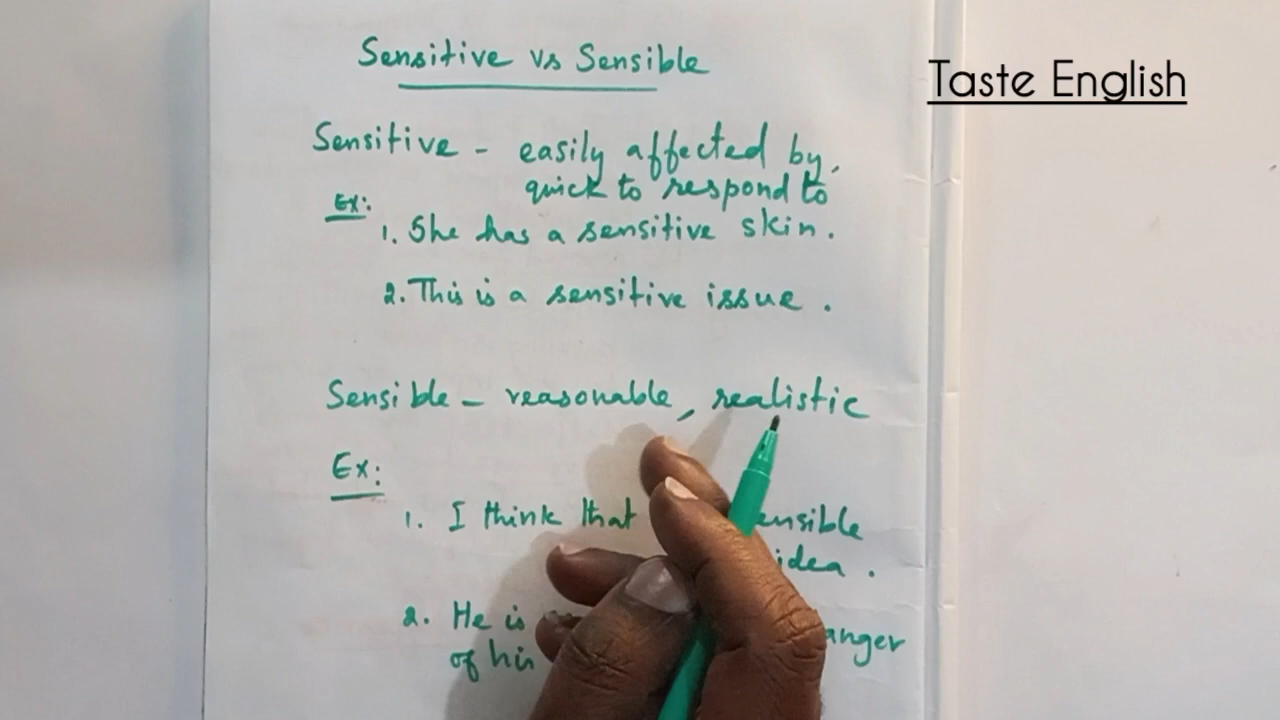 Sensitive vs Sensible
Taste English
Sensitive - easily affected by,
quick to respond to
Ex:
1. She has a sensitive skin.
2. This is a sensitive issue.
Sensible - reasonable, realistic
Ex:
1. I think that ensible
idea.
2. He is anger
of his